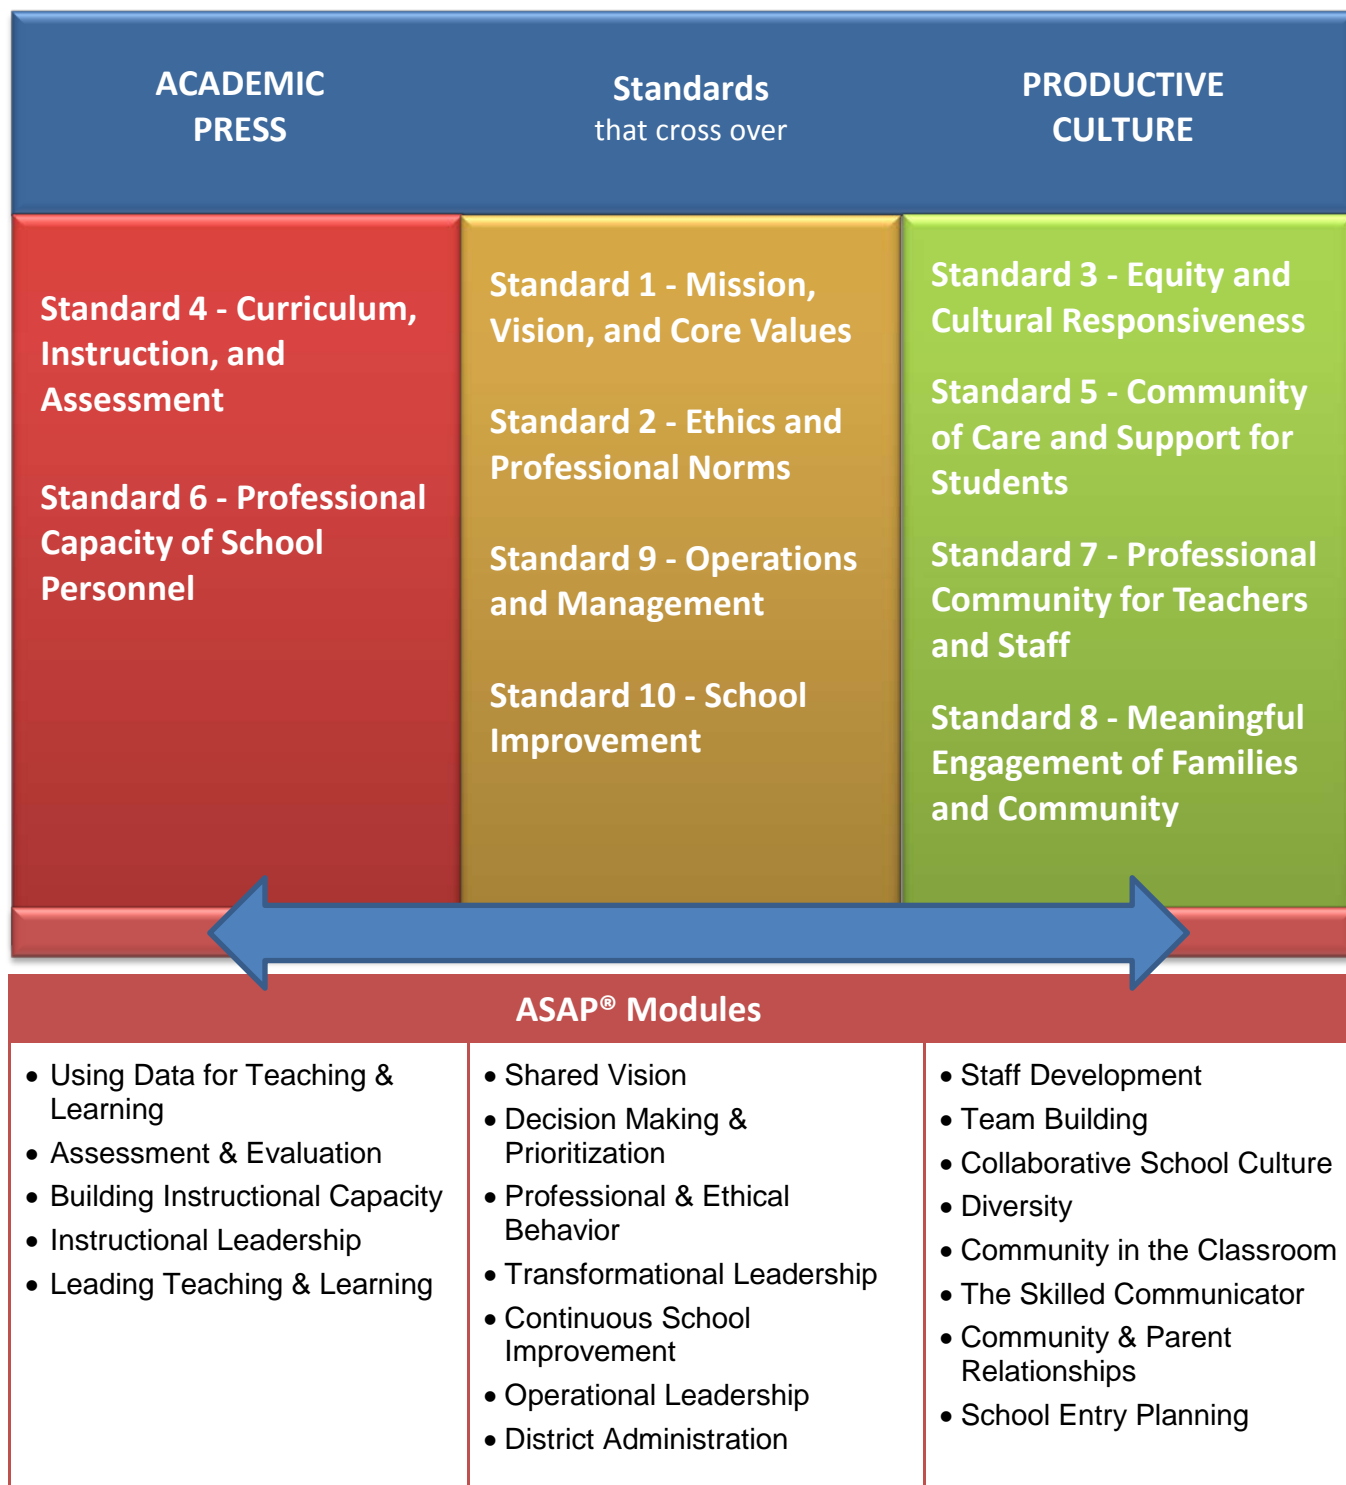 ACADEMIC
PRESS
Standards
that cross over
PRODUCTIVE
CULTURE
Standard 4 - Curriculum,
Instruction, and
Assessment
Standard 6 - Professional
Capacity of School
Personnel
Standard 1 - Mission,
Vision, and Core Values
Standard 2 - Ethics and
Professional Norms
Standard 9 - Operations
and Management
Standard 10 - School
Improvement
Standard 3 - Equity and
Cultural Responsiveness
Standard 5 - Community
of Care and Support for
Students
Standard 7 - Professional
Community for Teachers
and Staff
Standard 8 - Meaningful
Engagement of Families
and Community
ASAP® Modules
• Using Data for Teaching &
Learning
• Assessment & Evaluation
• Building Instructional Capacity
• Instructional Leadership
• Leading Teaching & Learning
• Shared Vision
• Decision Making &
Prioritization
• Professional & Ethical
Behavior
• Transformational Leadership
• Continuous School
Improvement
• Operational Leadership
• District Administration
• Staff Development
• Team Building
• Collaborative School Culture
• Diversity
• Community in the Classroom
• The Skilled Communicator
• Community & Parent
Relationships
• School Entry Planning